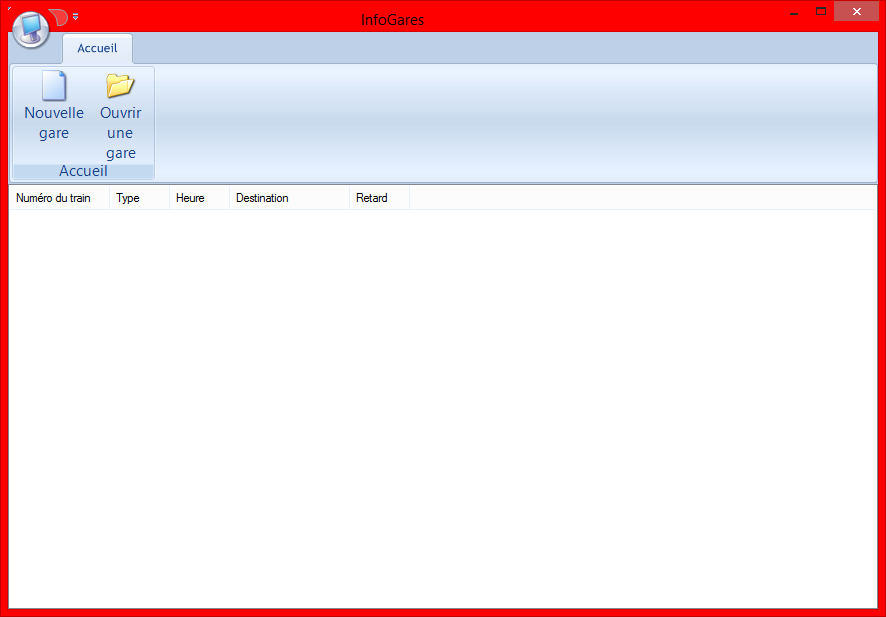 InfoGares
Accueil
Nouvelle
gare
Ouvrir
une
gare
Accueil
Numéro du train Type Heure Destination Retard